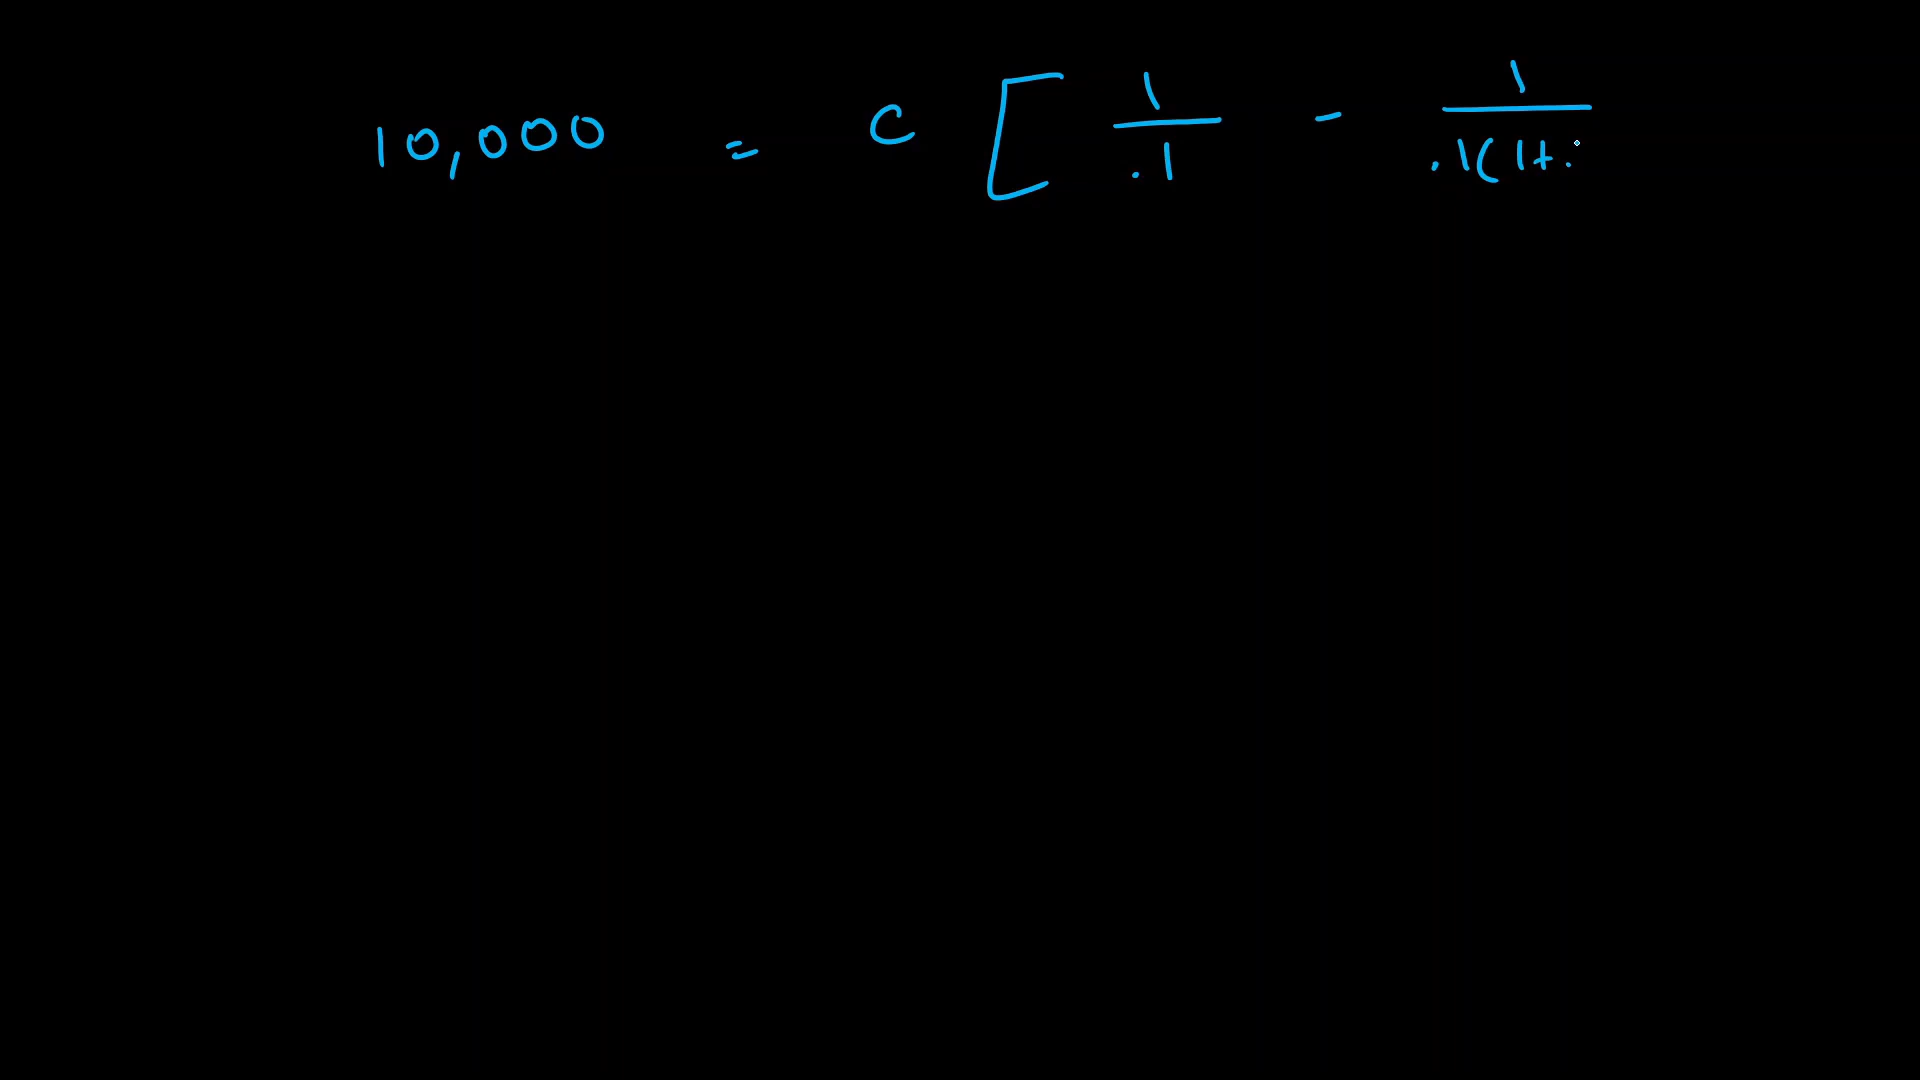 10,000 = C [ 1/.1 - 1/.1(1+.